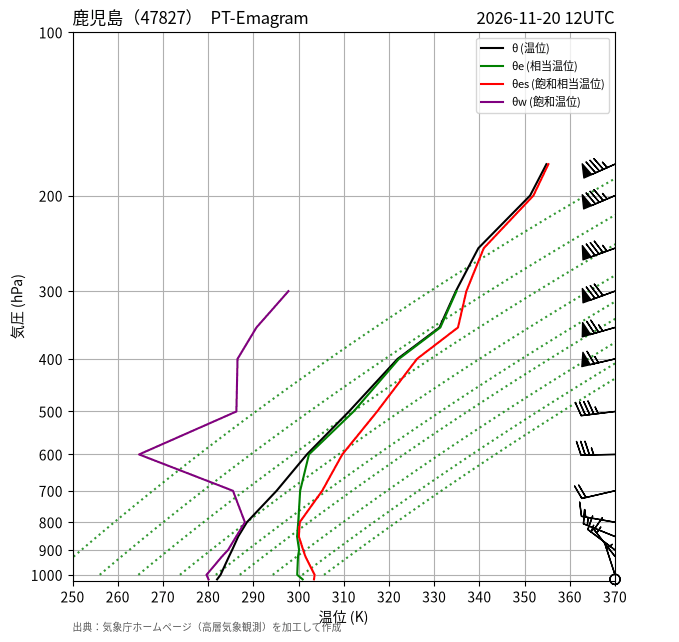 鹿児島（47827） PT-Emagram
2026-11-20 12UTC
100
200
300
400
500
600
700
800
900
1000
気圧 (hPa)
θ (温位)
θe (相当温位)
θes (飽和相当温位)
θw (飽和温位)
250 260 270 280 290 300 310 320 330 340 350 360 370
温位 (K)
出典：気象庁ホームページ（高層気象観測）を加工して作成